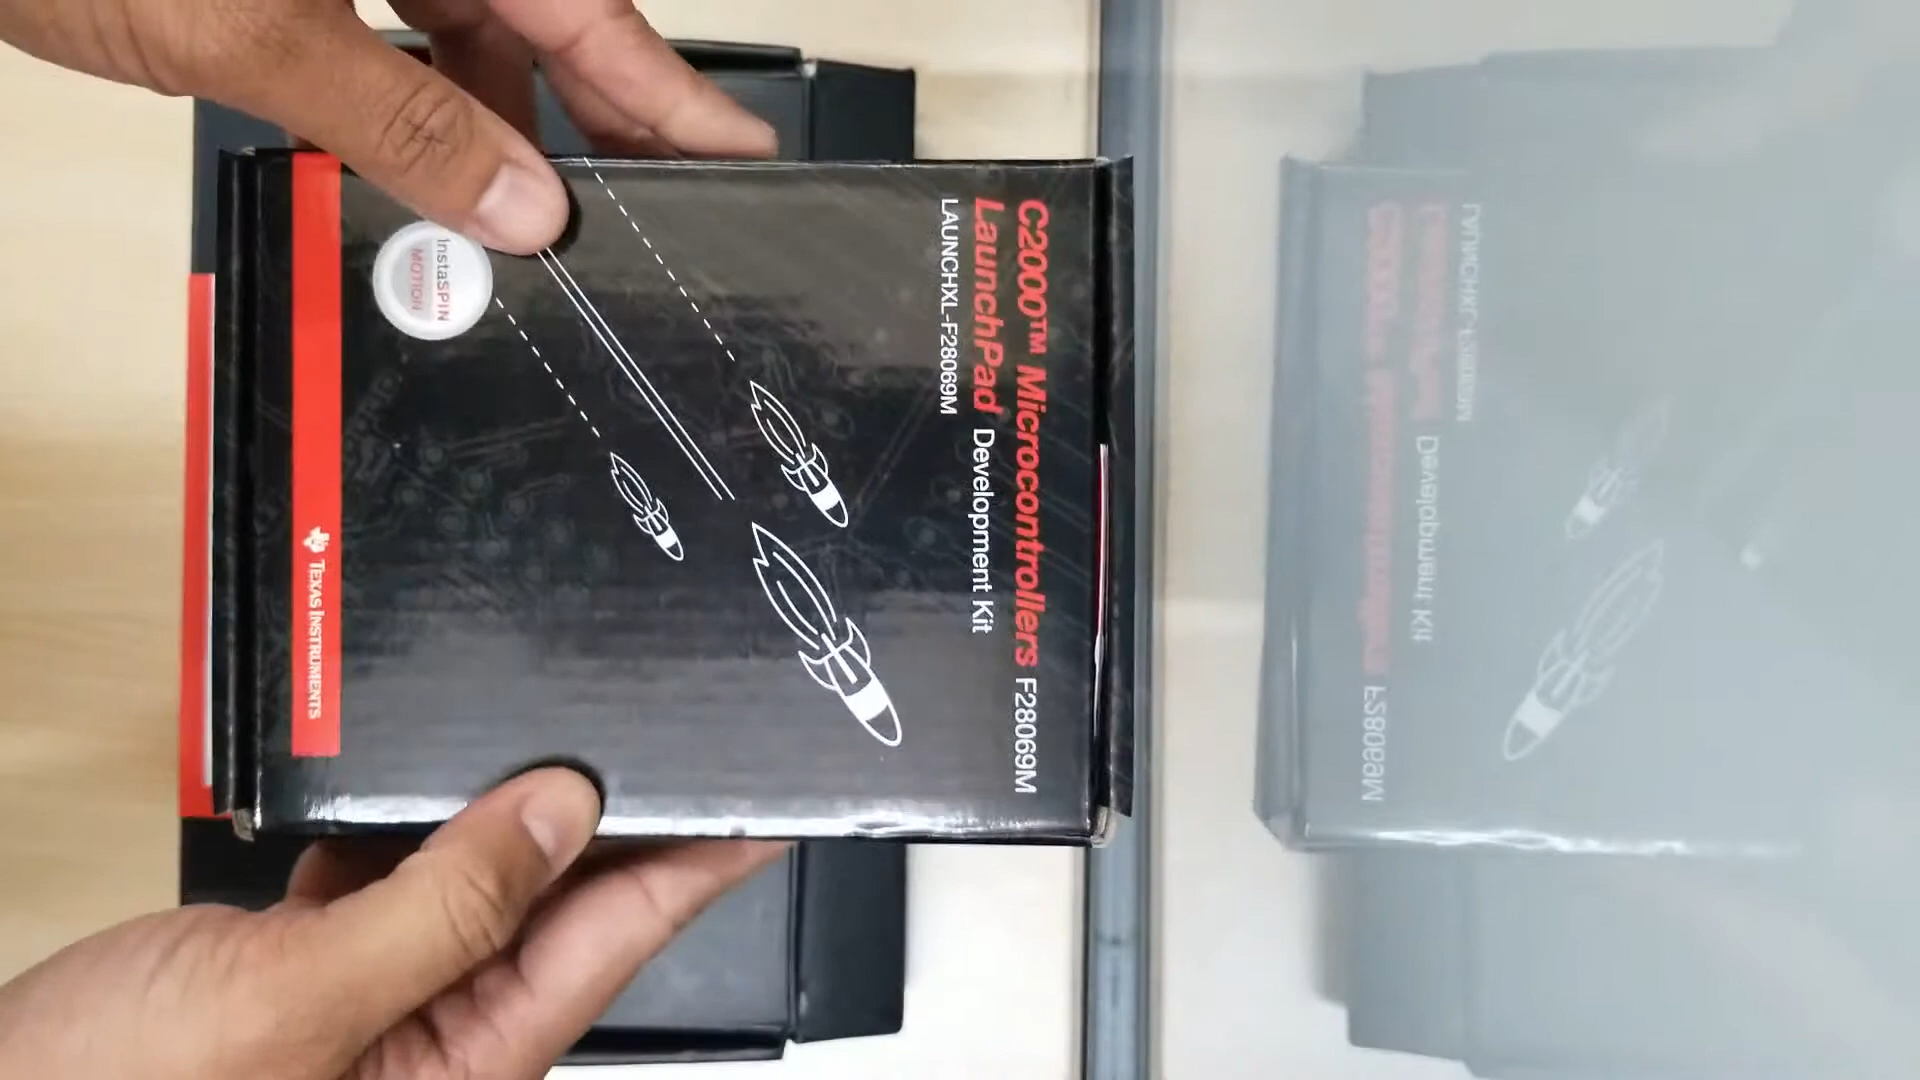 C2000™ Microcontrollers F28069M
LaunchPad Development Kit
LAUNCHXL-F28069M
InstaSPIN
MOTION
TEXAS INSTRUMENTS